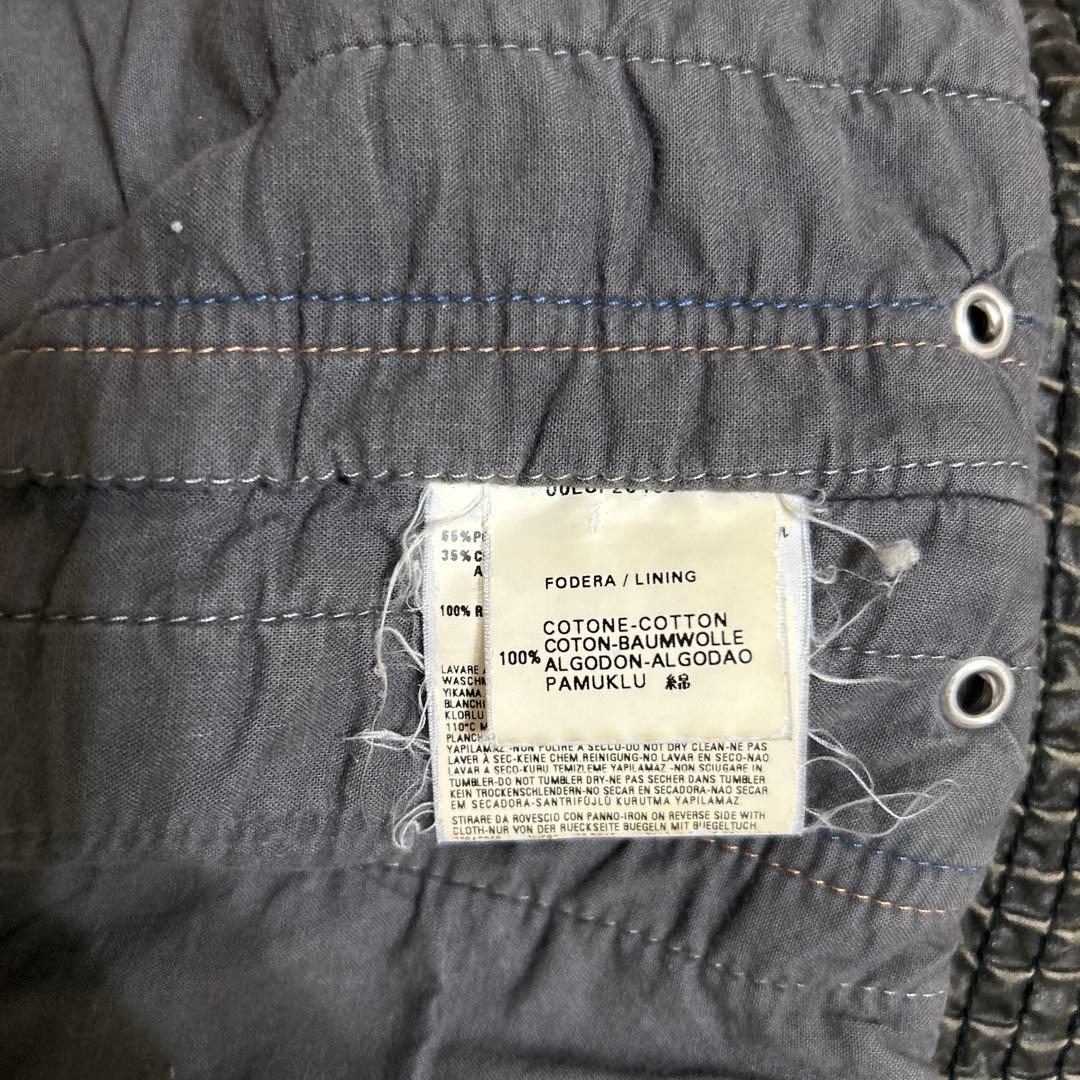 65%
35%
FODERA / LINING
100% R
COTONE-COTTON
COTON-BAUMWOLLE
100% ALGODON-ALGODAO
PAMUKLU 綿
LAVARE
YIKAMA
110°C
YAPILAMAZ-NON PULIRE A SECCO-DO NOT DRY CLEAN-NE PAS
LAVER À SEC-KEINE CHEM.REINIGUNG-NO LAVAR EN SECO-NAO
LAVAR A SECO-KURU TEMIZLEME YAPILAMAZ-NON SCIUGARE IN
TUMBLER-DO NOT TUMBLER DRY-NE PAS SECHER DANS TUMBLER
KEIN TROCKENSCHLENDERN-NO SECAR EN SECADORA-NAO SECAR
EM SECADORA-SANTRIFÜJLÜ KURUTMA YAPILAMAZ.
STIRARE DA ROVESCIO CON PANNO-IRON ON REVERSE SIDE WITH
CLOTH-NUR VON DER RUECKSEITE BUEGELN MIT BUEGELTUCH